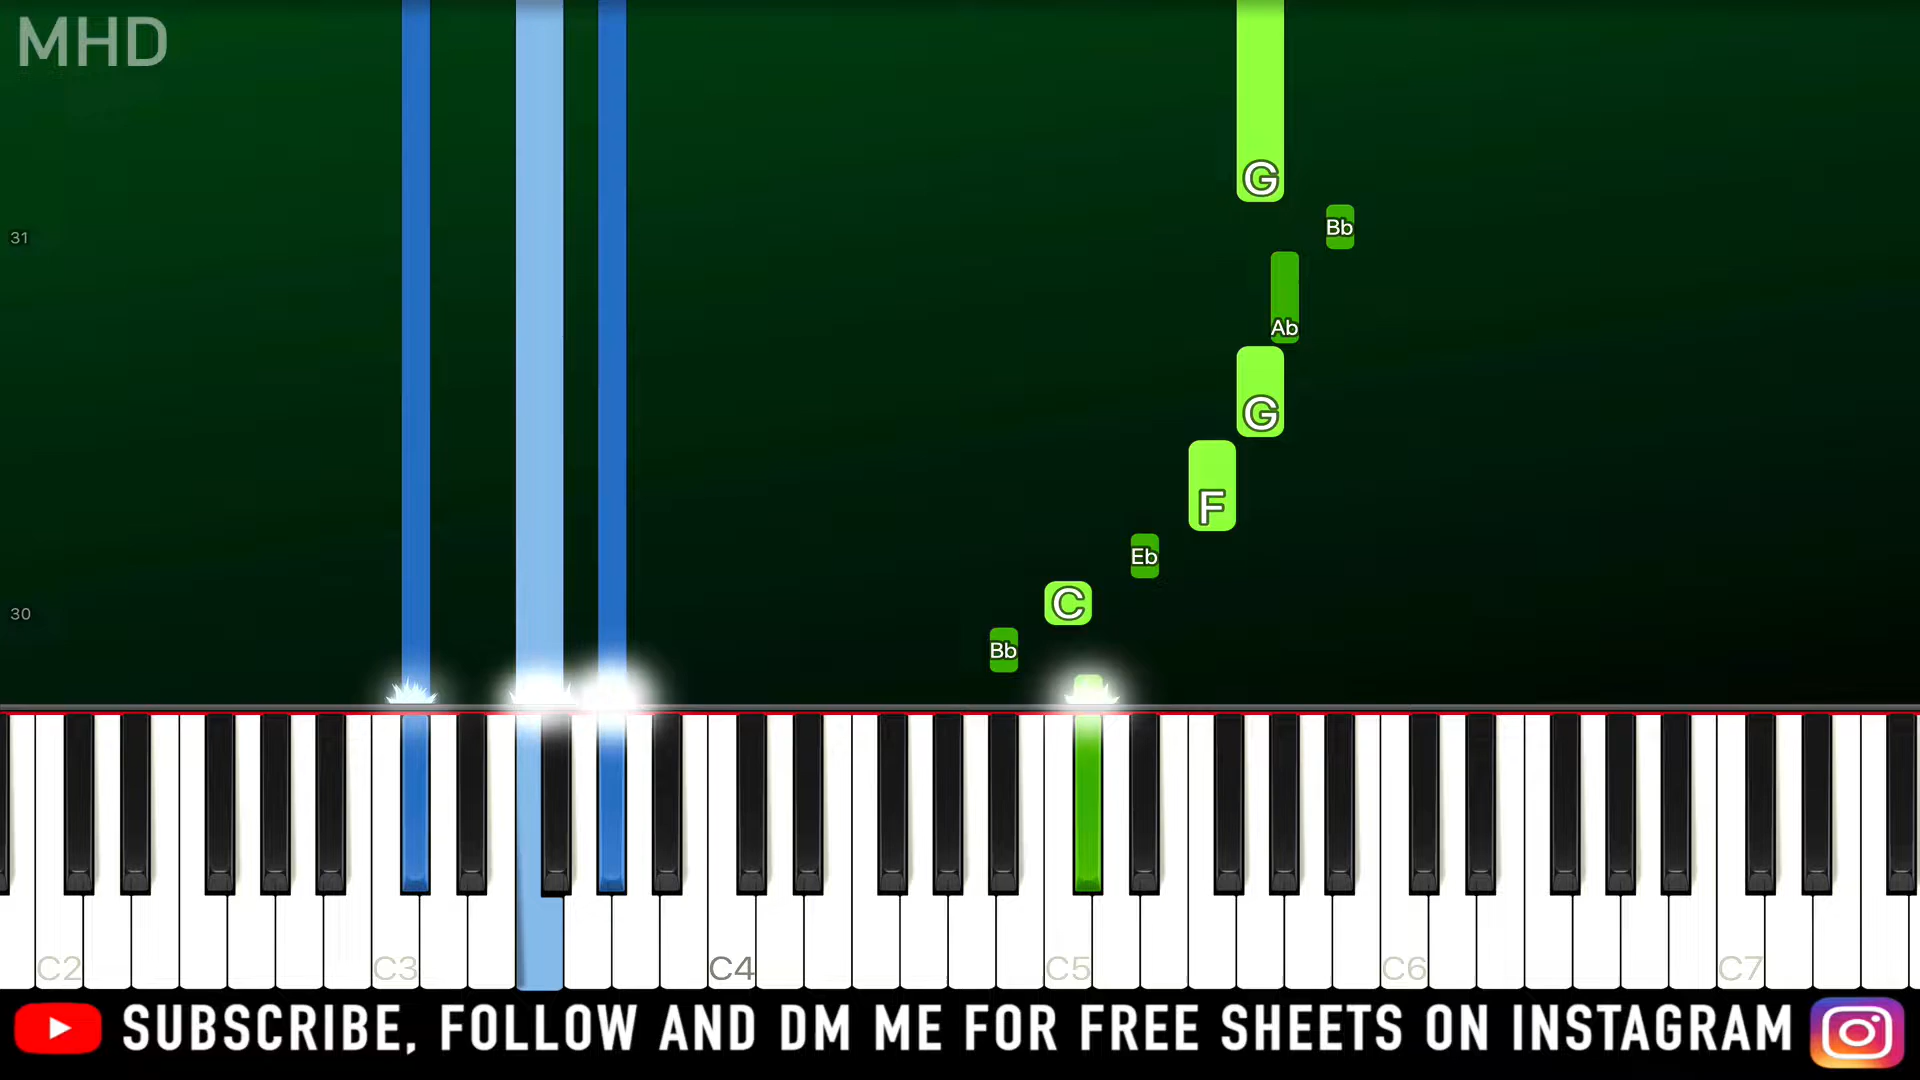 MHD
G
31
Bb
Ab
G
F
Eb
C
30
Bb
C2 C3 C4 C5 C6 C7
SUBSCRIBE, FOLLOW AND DM ME FOR FREE SHEETS ON INSTAGRAM